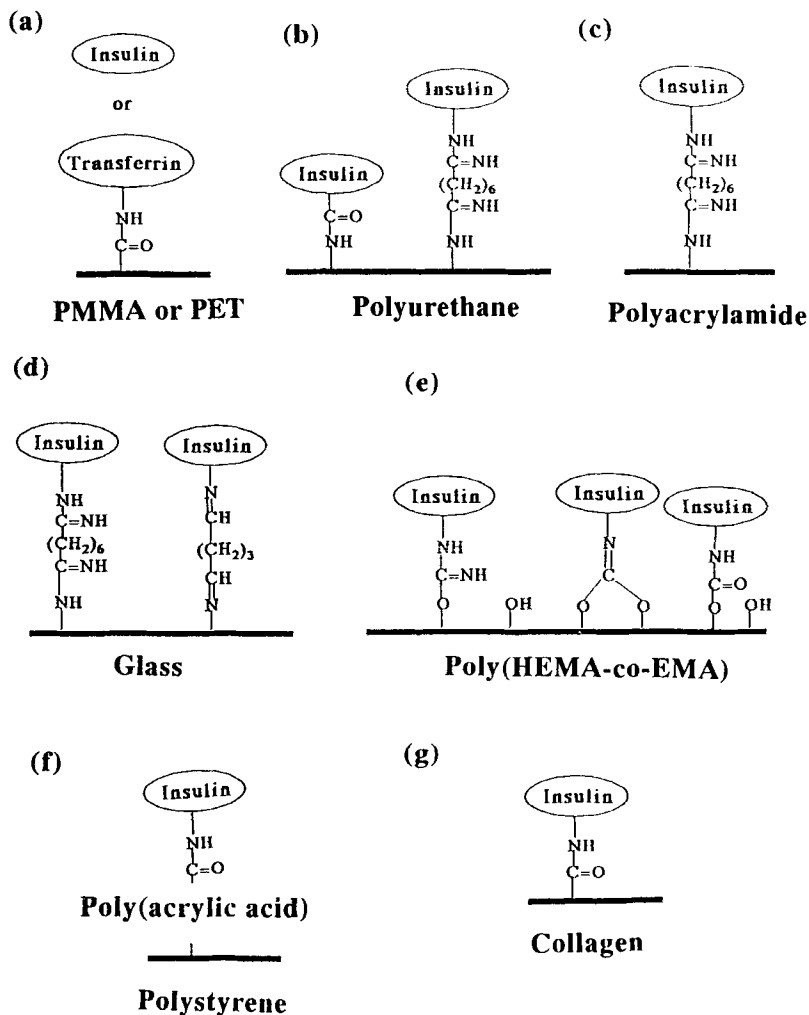 (a)
Insulin
or
Transferrin
NH
C=O
PMMA or PET
(b)
Insulin
C=O
NH
Insulin
NH
C=NH
(CH₂)₆
C=NH
NH
Polyurethane
(c)
Insulin
NH
C=NH
(CH₂)₆
C=NH
NH
Polyacrylamide
(d)
Insulin
NH
C=NH
(CH₂)₆
C=NH
NH
Insulin
N
CH
(CH₂)₃
CH
N
Glass
(e)
Insulin
NH
C=NH
O
OH
Insulin
N
C
O O
Insulin
NH
C=O
O
OH
Poly(HEMA-co-EMA)
(f)
Insulin
NH
C=O
Poly(acrylic acid)
Polystyrene
(g)
Insulin
NH
C=O
Collagen